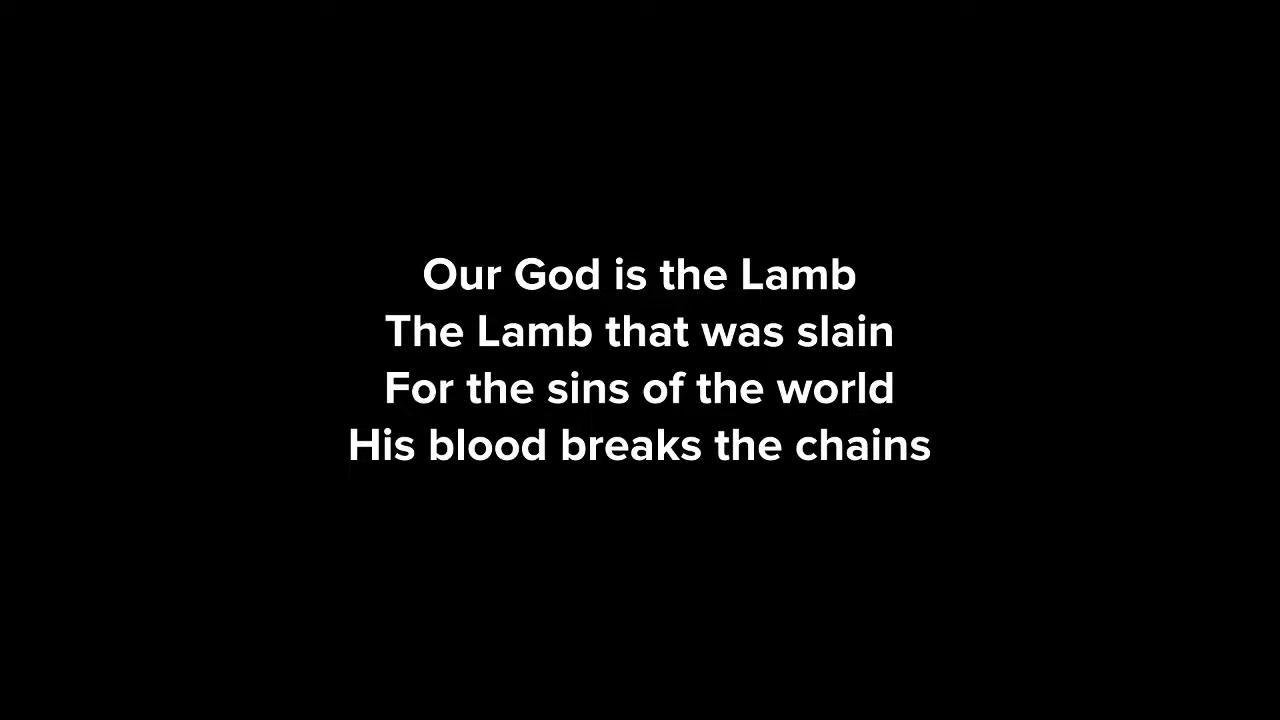 Our God is the Lamb
The Lamb that was slain
For the sins of the world
His blood breaks the chains